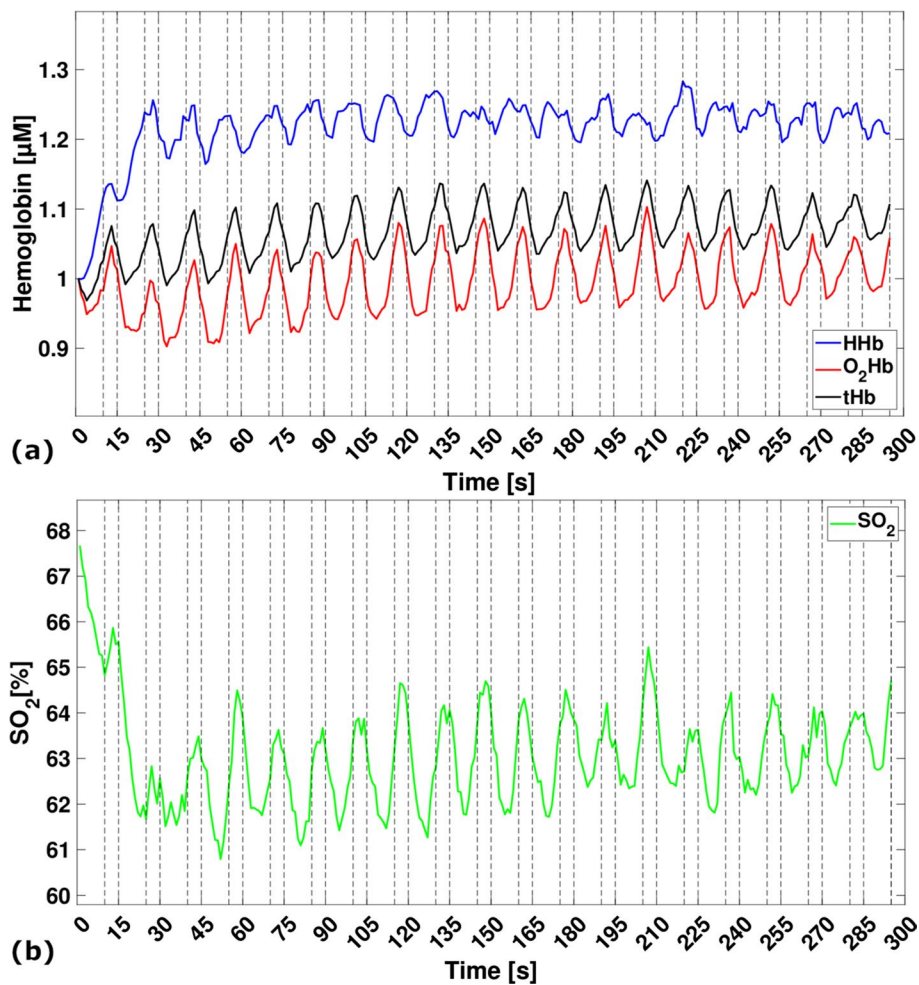 1.3
1.2
1.1
1
0.9
Hemoglobin [µM]
HHb
O₂Hb
tHb
0 15 30 45 60 75 90 105 120 135 150 165 180 195 210 225 240 255 270 285 300
(a)
Time [s]
68
67
66
65
64
63
62
61
60
SO₂[%]
SO₂
0 15 30 45 60 75 90 105 120 135 150 165 180 195 210 225 240 255 270 285 300
(b)
Time [s]